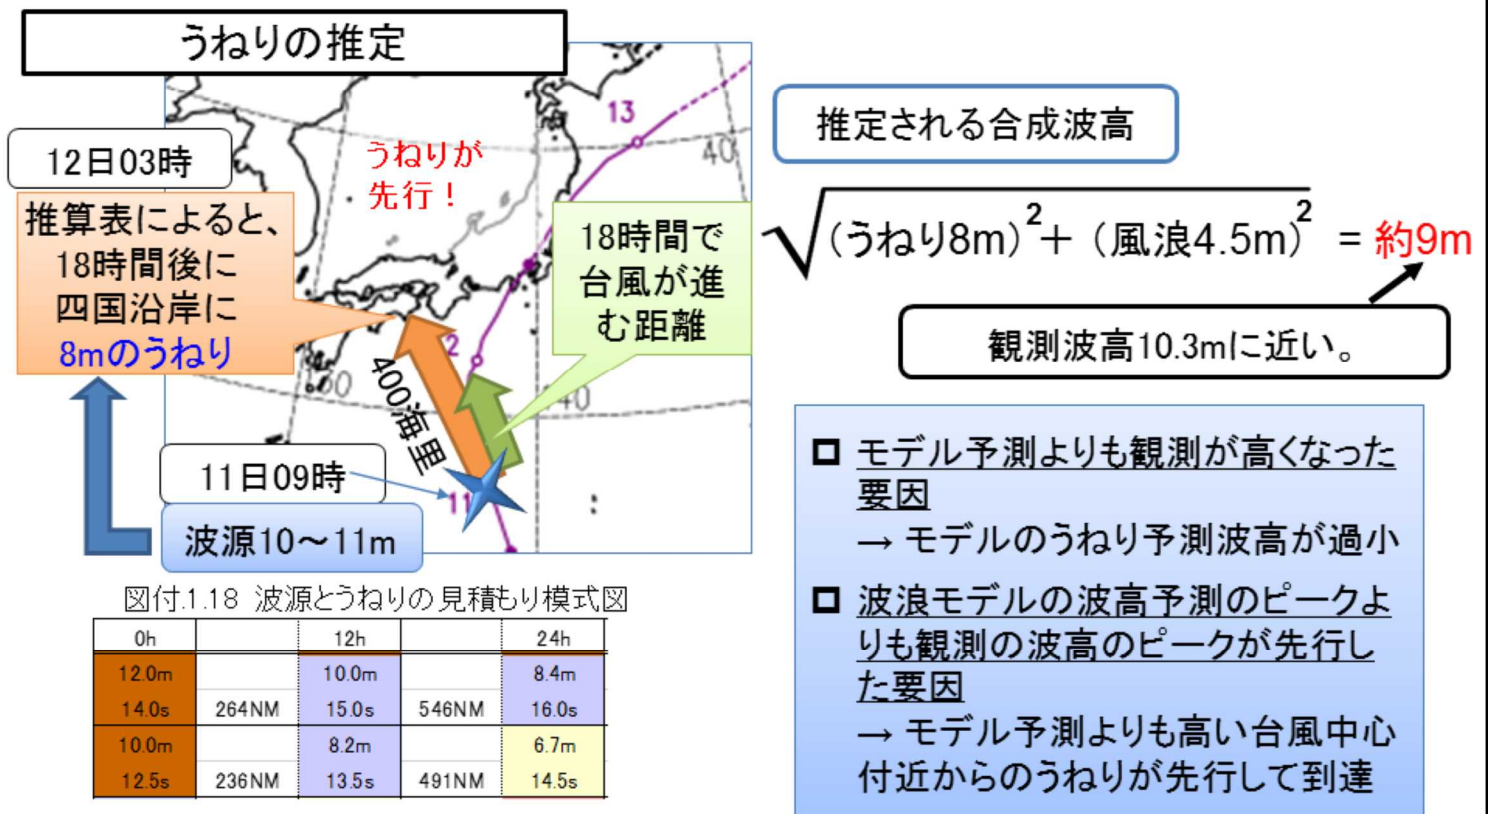 うねりの推定
12日03時
推算表によると、
18時間後に
四国沿岸に
8mのうねり
うねりが
先行！
13
40
18時間で
台風が進
む距離
2
400海里
140
11日09時
11
波源10～11m
図付.1.18 波源とうねりの見積もり模式図
0h 12h 24h
12.0m 10.0m 8.4m
14.0s 264NM 15.0s 546NM 16.0s
10.0m 8.2m 6.7m
12.5s 236NM 13.5s 491NM 14.5s
推定される合成波高
√(うねり8m)²＋（風浪4.5m)² = 約9m
観測波高10.3mに近い。
モデル予測よりも観測が高くなった
要因
→ モデルのうねり予測波高が過小
波浪モデルの波高予測のピークよ
りも観測の波高のピークが先行し
た要因
→ モデル予測よりも高い台風中心
付近からのうねりが先行して到達